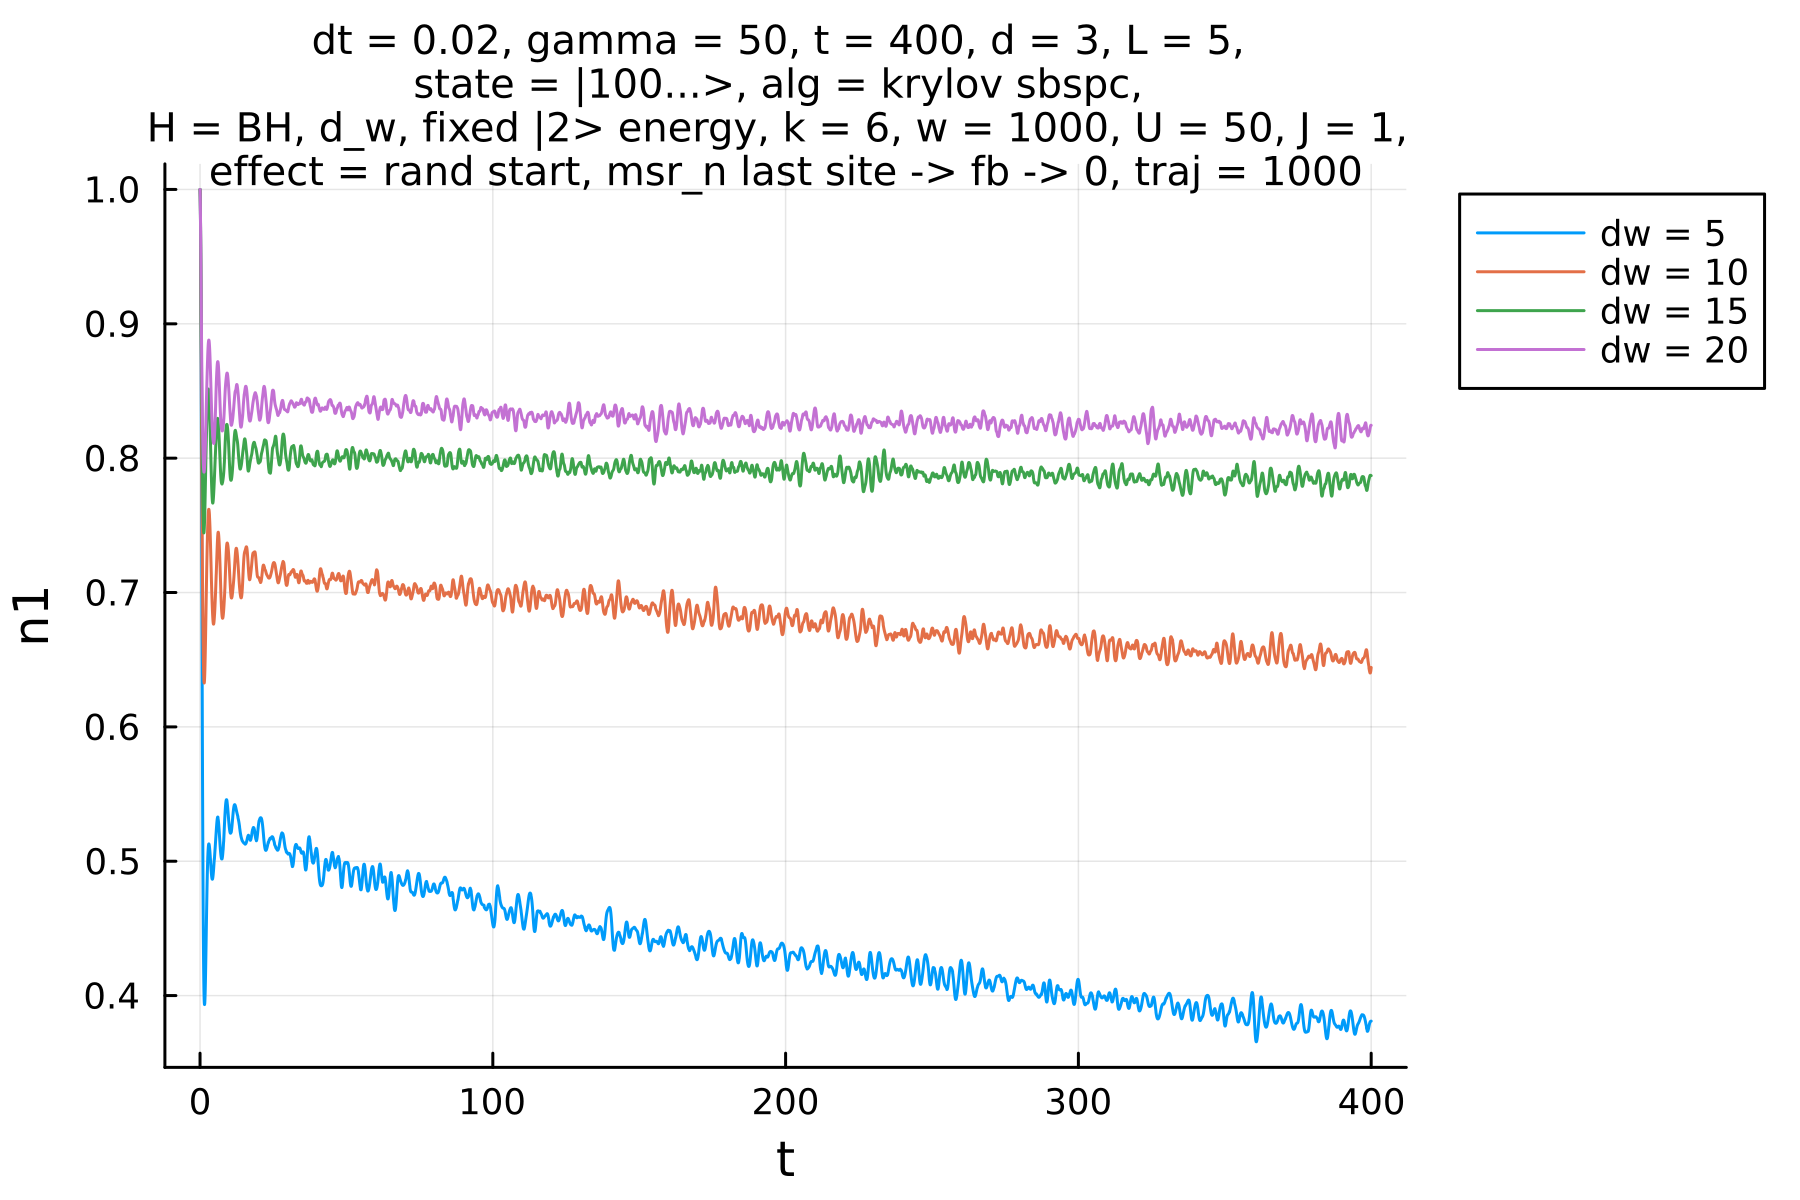 dt = 0.02, gamma = 50, t = 400, d = 3, L = 5,
state = |100...>, alg = krylov sbspc,
H = BH, d_w, fixed |2> energy, k = 6, w = 1000, U = 50, J = 1,
effect = rand start, msr_n last site -> fb -> 0, traj = 1000
1.0
0.9
0.8
0.7
0.6
0.5
0.4
n1
0 100 200 300 400
t
dw = 5
dw = 10
dw = 15
dw = 20